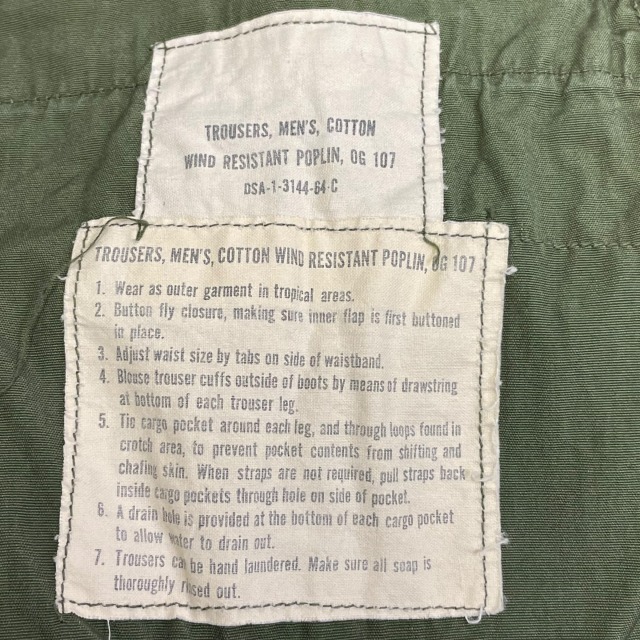 TROUSERS, MEN'S, COTTON
WIND RESISTANT POPLIN, OG 107
DSA-1-3144-64-C
TROUSERS, MEN'S, COTTON WIND RESISTANT POPLIN, OG 107
1. Wear as outer garment in tropical areas.
2. Button fly closure, making sure inner flap is first buttoned
in place.
3. Adjust waist size by tabs on side of waistband.
4. Blouse trouser cuffs outside of boots by means of drawstring
at bottom of each trouser leg.
5. Tie cargo pocket around each leg, and through loops found in
crotch area, to prevent pocket contents from shifting and
chafing skin. When straps are not required, pull straps back
inside cargo pockets through hole on side of pocket.
6. A drain hole is provided at the bottom of each cargo pocket
to allow water to drain out.
7. Trousers can be hand laundered. Make sure all soap is
thoroughly rinsed out.